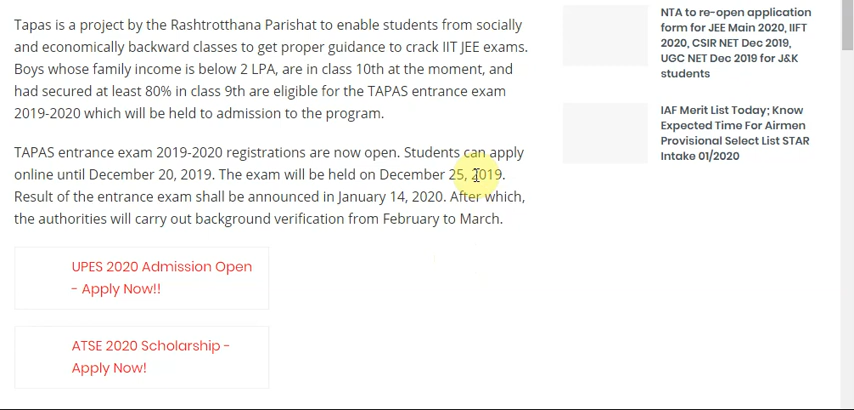 Tapas is a project by the Rashtrotthana Parishat to enable students from socially
and economically backward classes to get proper guidance to crack IIT JEE exams.
Boys whose family income is below 2 LPA, are in class 10th at the moment, and
had secured at least 80% in class 9th are eligible for the TAPAS entrance exam
2019-2020 which will be held to admission to the program.
TAPAS entrance exam 2019-2020 registrations are now open. Students can apply
online until December 20, 2019. The exam will be held on December 25, 2019.
Result of the entrance exam shall be announced in January 14, 2020. After which,
the authorities will carry out background verification from February to March.
UPES 2020 Admission Open
- Apply Now!!
ATSE 2020 Scholarship -
Apply Now!
NTA to re-open application
form for JEE Main 2020, IIFT
2020, CSIR NET Dec 2019,
UGC NET Dec 2019 for J&K
students
IAF Merit List Today; Know
Expected Time For Airmen
Provisional Select List STAR
Intake 01/2020